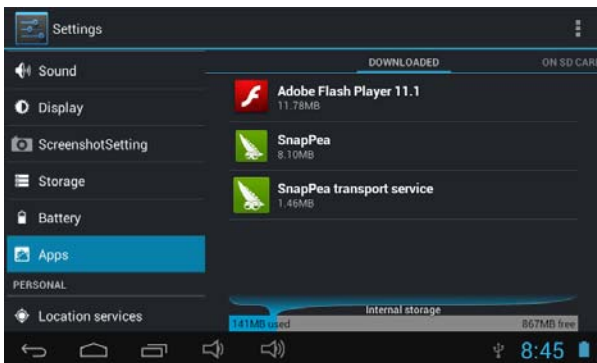 Settings
Sound
Display
ScreenshotSetting
Storage
Battery
Apps
PERSONAL
Location services
DOWNLOADED
ON SD CAR
Adobe Flash Player 11.1
11.78MB
SnapPea
8.10MB
SnapPea transport service
1.46MB
Internal storage
141MB used
867MB free
8:45